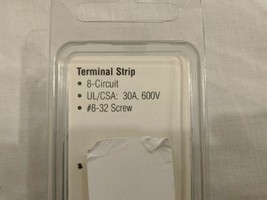 Terminal Strip
• 8-Circuit
• UL/CSA: 30A, 600V
• #8-32 Screw